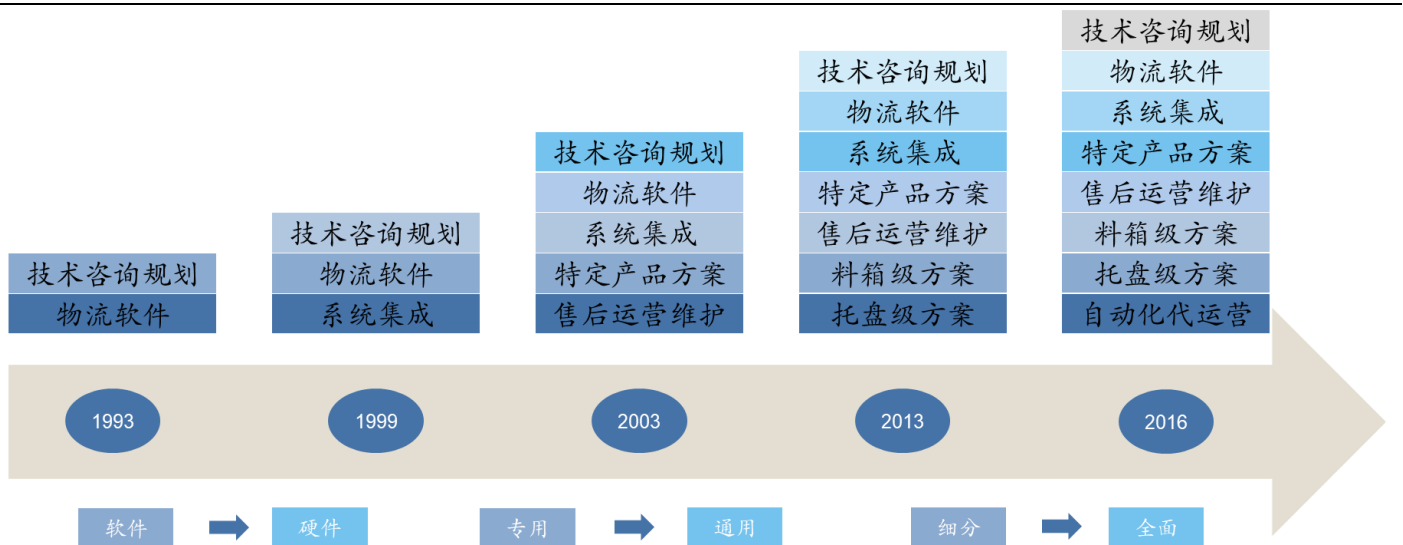 技术咨询规划
物流软件
1993
技术咨询规划
物流软件
系统集成
1999
技术咨询规划
物流软件
系统集成
特定产品方案
售后运营维护
2003
技术咨询规划
物流软件
系统集成
特定产品方案
售后运营维护
料箱级方案
托盘级方案
2013
技术咨询规划
物流软件
系统集成
特定产品方案
售后运营维护
料箱级方案
托盘级方案
自动化代运营
2016
软件
硬件
专用
通用
细分
全面